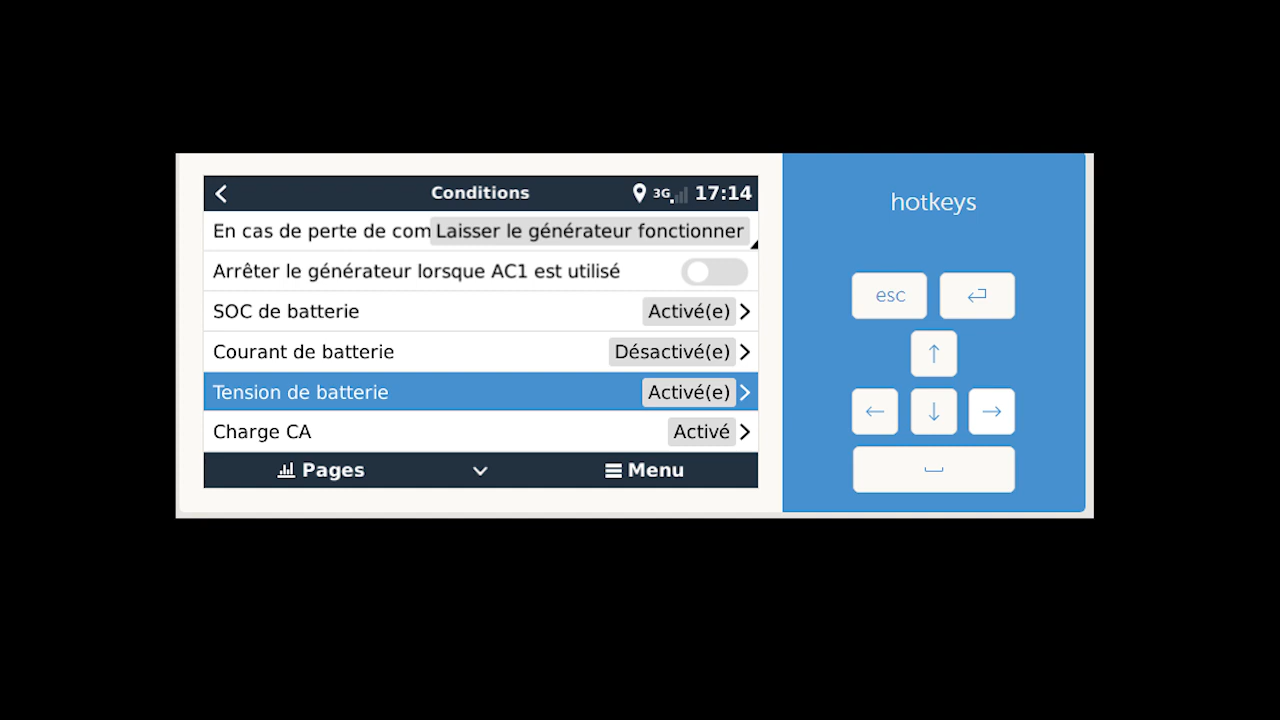 Conditions 3G 17:14
En cas de perte de com Laisser le générateur fonctionner
Arrêter le générateur lorsque AC1 est utilisé
SOC de batterie Activé(e)
Courant de batterie Désactivé(e)
Tension de batterie Activé(e)
Charge CA Activé
Pages Menu
hotkeys
esc